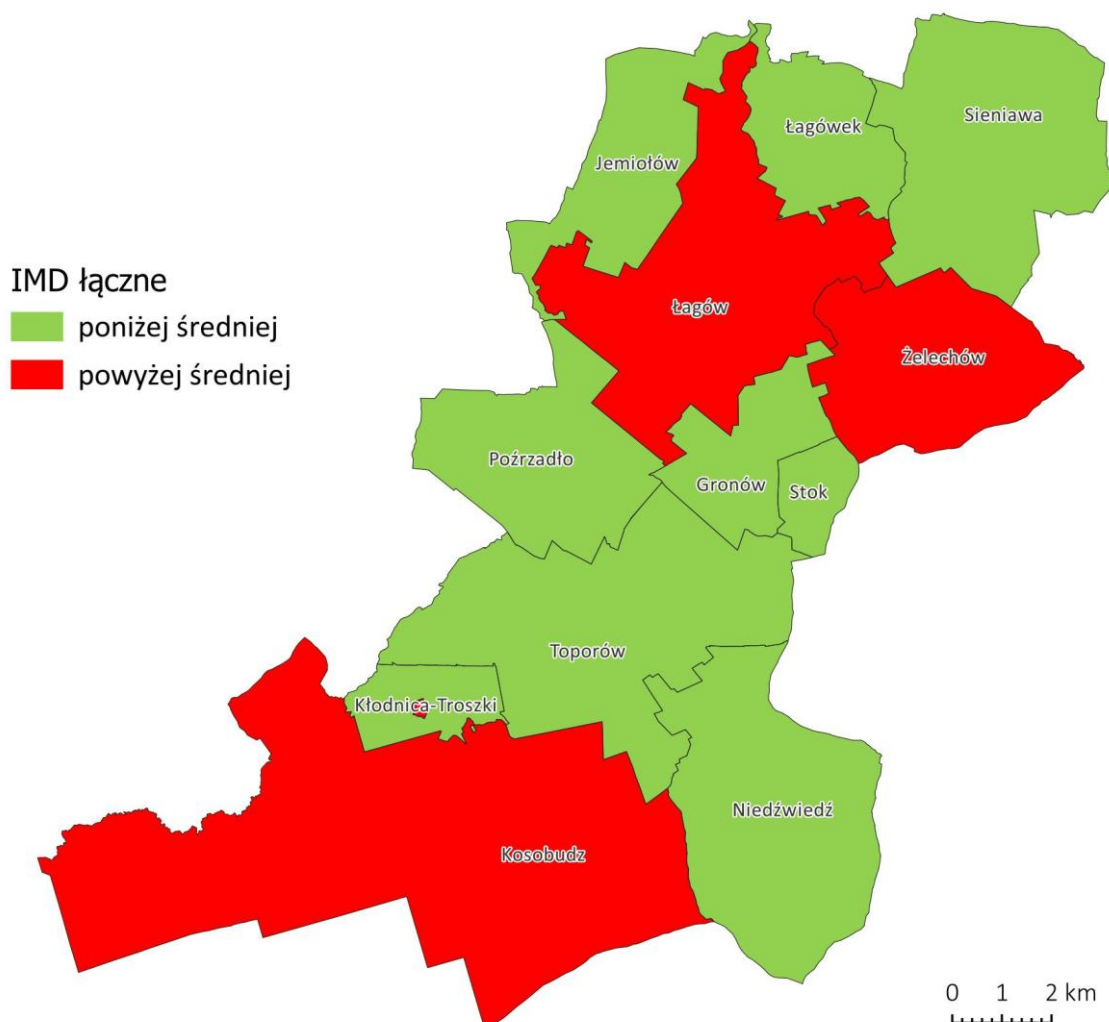 Sieniawa
Łagówek
Jemiołów
IMD łączne
poniżej średniej
powyżej średniej
Łagów
Żelechów
Poźrzadło
Gronów
Stok
Toporów
Kłodnica-Troszki
Niedźwiedź
Kosobudz
0 1 2 km